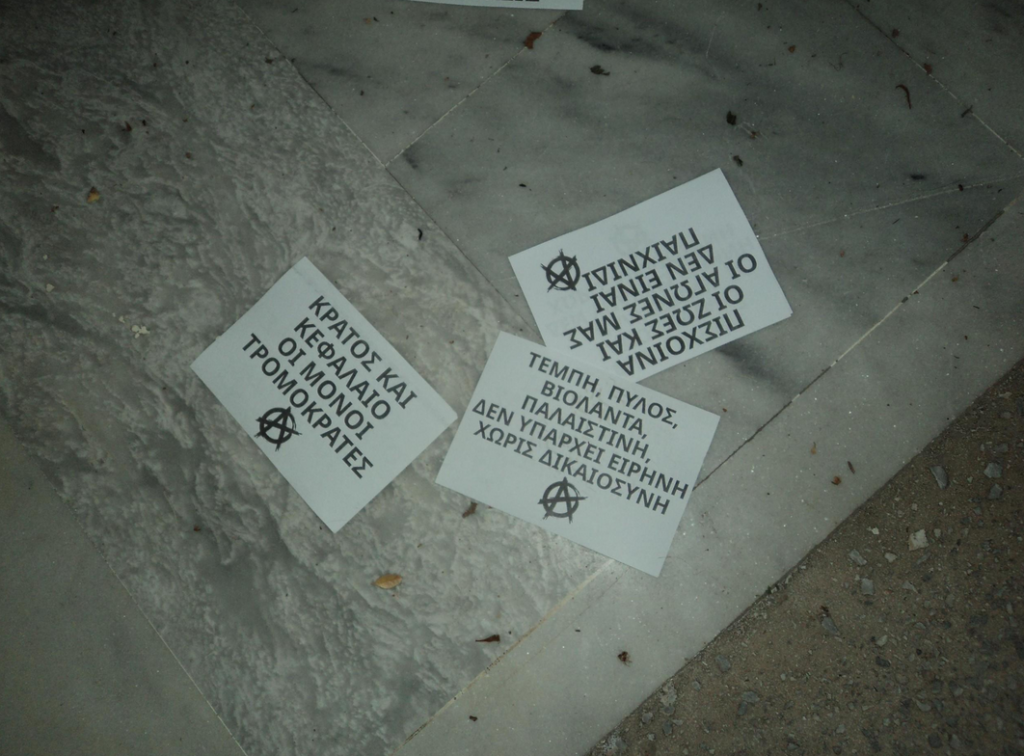 ΚΡΑΤΟΣ ΚΑΙ
ΚΕΦΑΛΑΙΟ
ΟΙ ΜΟΝΟΙ
ΤΡΟΜΟΚΡΑΤΕΣ
ΤΕΜΠΗ, ΠΥΛΟΣ,
ΒΙΟΛΑΝΤΑ,
ΠΑΛΑΙΣΤΙΝΗ,
ΔΕΝ ΥΠΑΡΧΕΙ ΕΙΡΗΝΗ
ΧΩΡΙΣ ΔΙΚΑΙΟΣΥΝΗ
ΠΙΣΧΟΙΝΑ
ΟΙ ΖΩΕΣ ΚΑΙ
ΟΙ ΑΓΩΝΕΣ ΜΑΣ
ΔΕΝ ΕΙΝΑΙ
ΠΑΙΧΝΙΔΙ